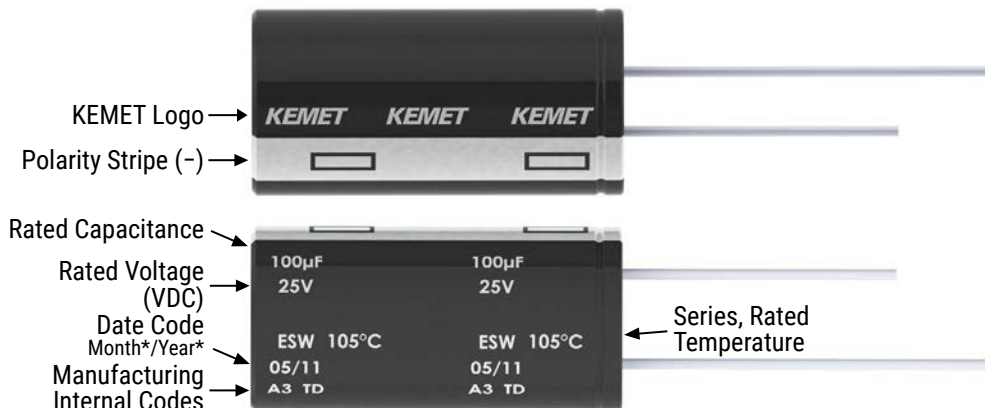 KEMET Logo
KEMET KEMET KEMET
Polarity Stripe (–)
Rated Capacitance
100µF 100µF
Rated Voltage
(VDC)
25V 25V
Date Code
Month*/Year*
ESW 105°C ESW 105°C
Series, Rated
Temperature
05/11 05/11
Manufacturing
Internal Codes
A3 TD A3 TD